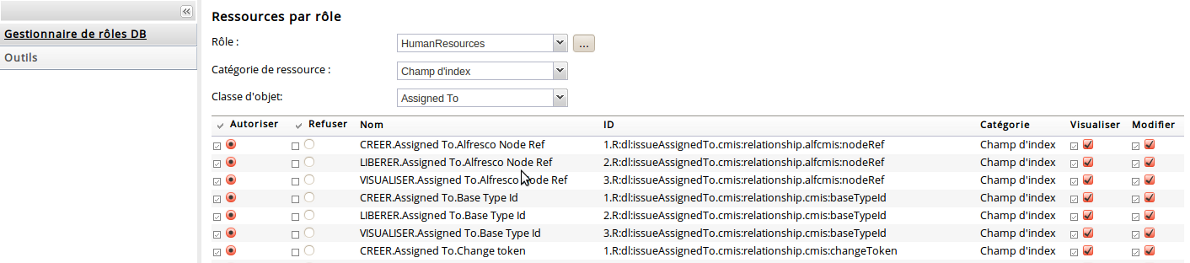 Ressources par rôle
Gestionnaire de rôles DB
Outils
Rôle : HumanResources ...
Catégorie de ressource : Champ d'index
Classe d'objet: Assigned To
Autoriser Refuser Nom ID Catégorie Visualiser Modifier
CREER.Assigned To.Alfresco Node Ref 1.R:dl:issueAssignedTo.cmis:relationship.alfcmis:nodeRef Champ d'index
LIBERER.Assigned To.Alfresco Node Ref 2.R:dl:issueAssignedTo.cmis:relationship.alfcmis:nodeRef Champ d'index
VISUALISER.Assigned To.Alfresco Node Ref 3.R:dl:issueAssignedTo.cmis:relationship.alfcmis:nodeRef Champ d'index
CREER.Assigned To.Base Type Id 1.R:dl:issueAssignedTo.cmis:relationship.cmis:baseTypeId Champ d'index
LIBERER.Assigned To.Base Type Id 2.R:dl:issueAssignedTo.cmis:relationship.cmis:baseTypeId Champ d'index
VISUALISER.Assigned To.Base Type Id 3.R:dl:issueAssignedTo.cmis:relationship.cmis:baseTypeId Champ d'index
CREER.Assigned To.Change token 1.R:dl:issueAssignedTo.cmis:relationship.cmis:changeToken Champ d'index